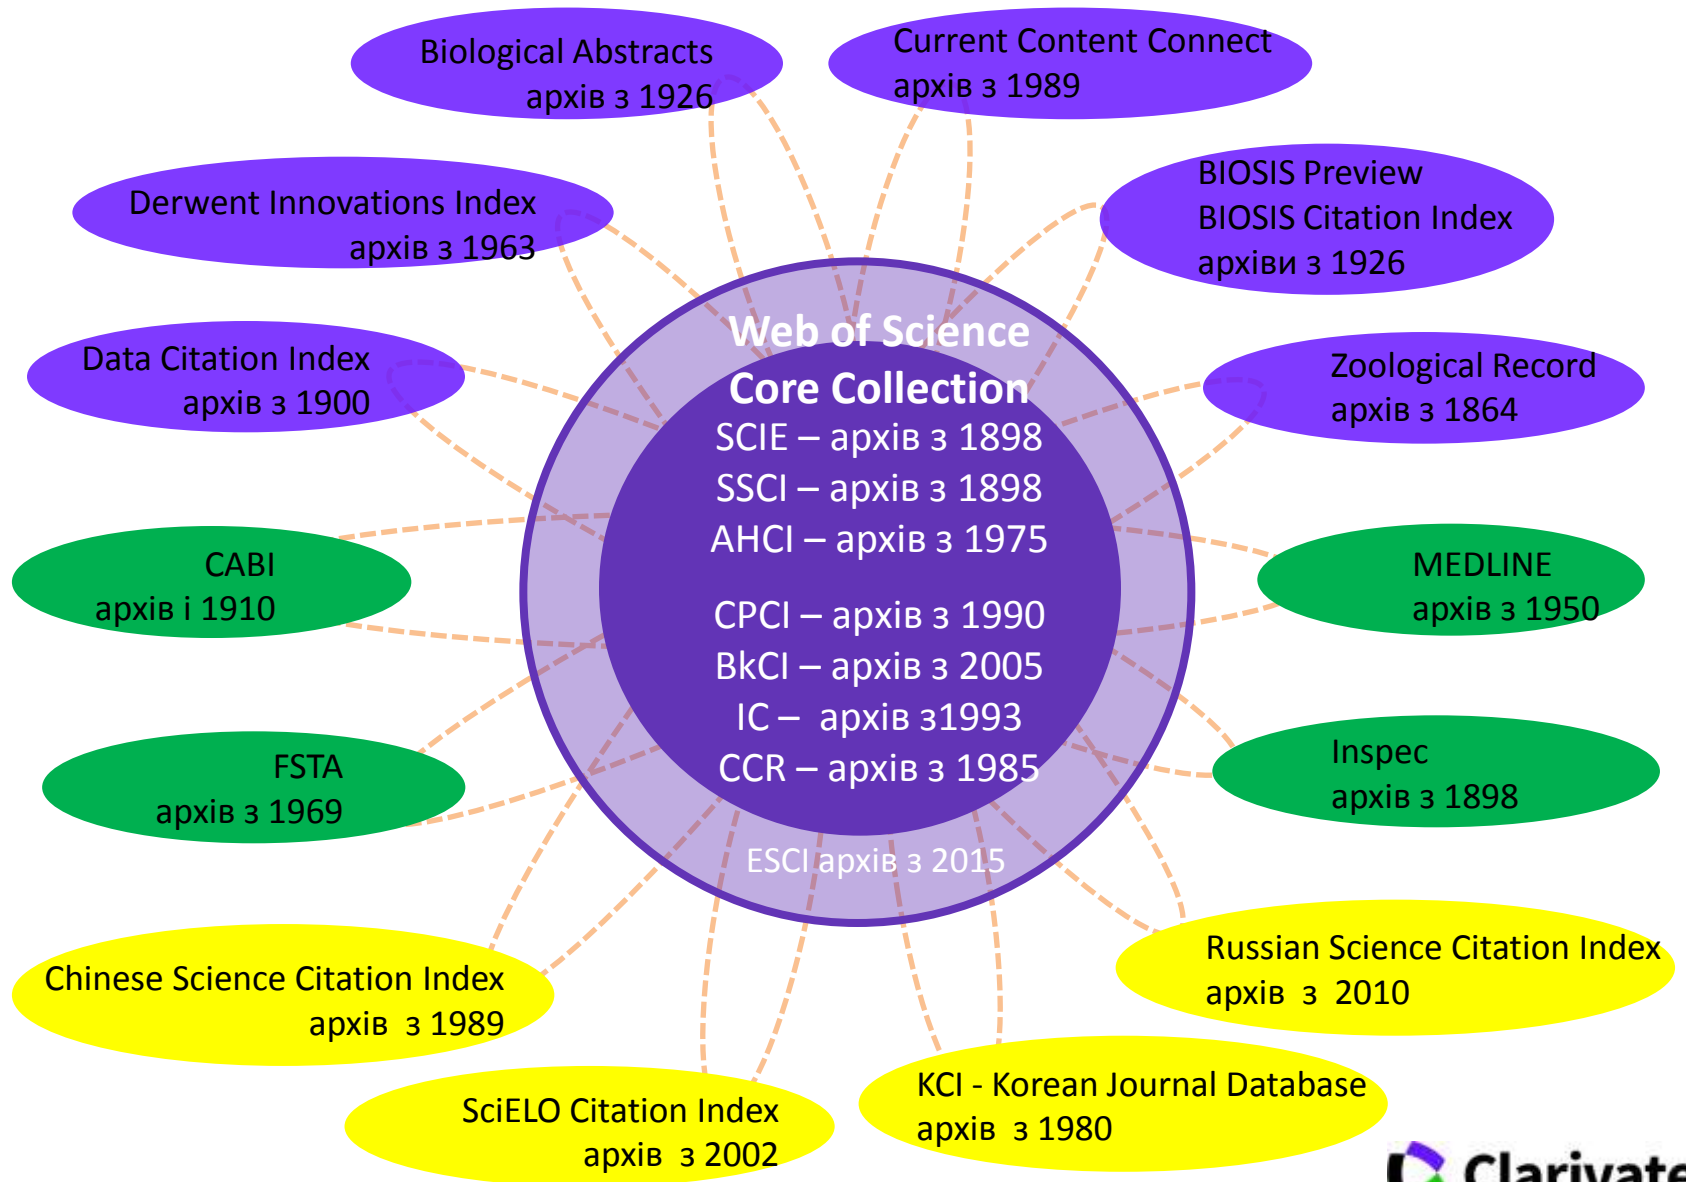 Biological Abstracts
архів з 1926
Current Content Connect
архів з 1989
Derwent Innovations Index
архів з 1963
BIOSIS Preview
BIOSIS Citation Index
архіви з 1926
Data Citation Index
архів з 1900
Zoological Record
архів з 1864
Web of Science
Core Collection
SCIE – архів з 1898
SSCI – архів з 1898
AHCI – архів з 1975
CPCI – архів з 1990
BkCI – архів з 2005
IC –  архів з1993
CCR – архів з 1985
ESCI архів з 2015
CABI
архів і 1910
MEDLINE
архів з 1950
FSTA
архів з 1969
Inspec
архів з 1898
Chinese Science Citation Index
архів  з 1989
Russian Science Citation Index
архів  з  2010
SciELO Citation Index
архів  з 2002
KCI - Korean Journal Database
архів  з 1980
Clarivate